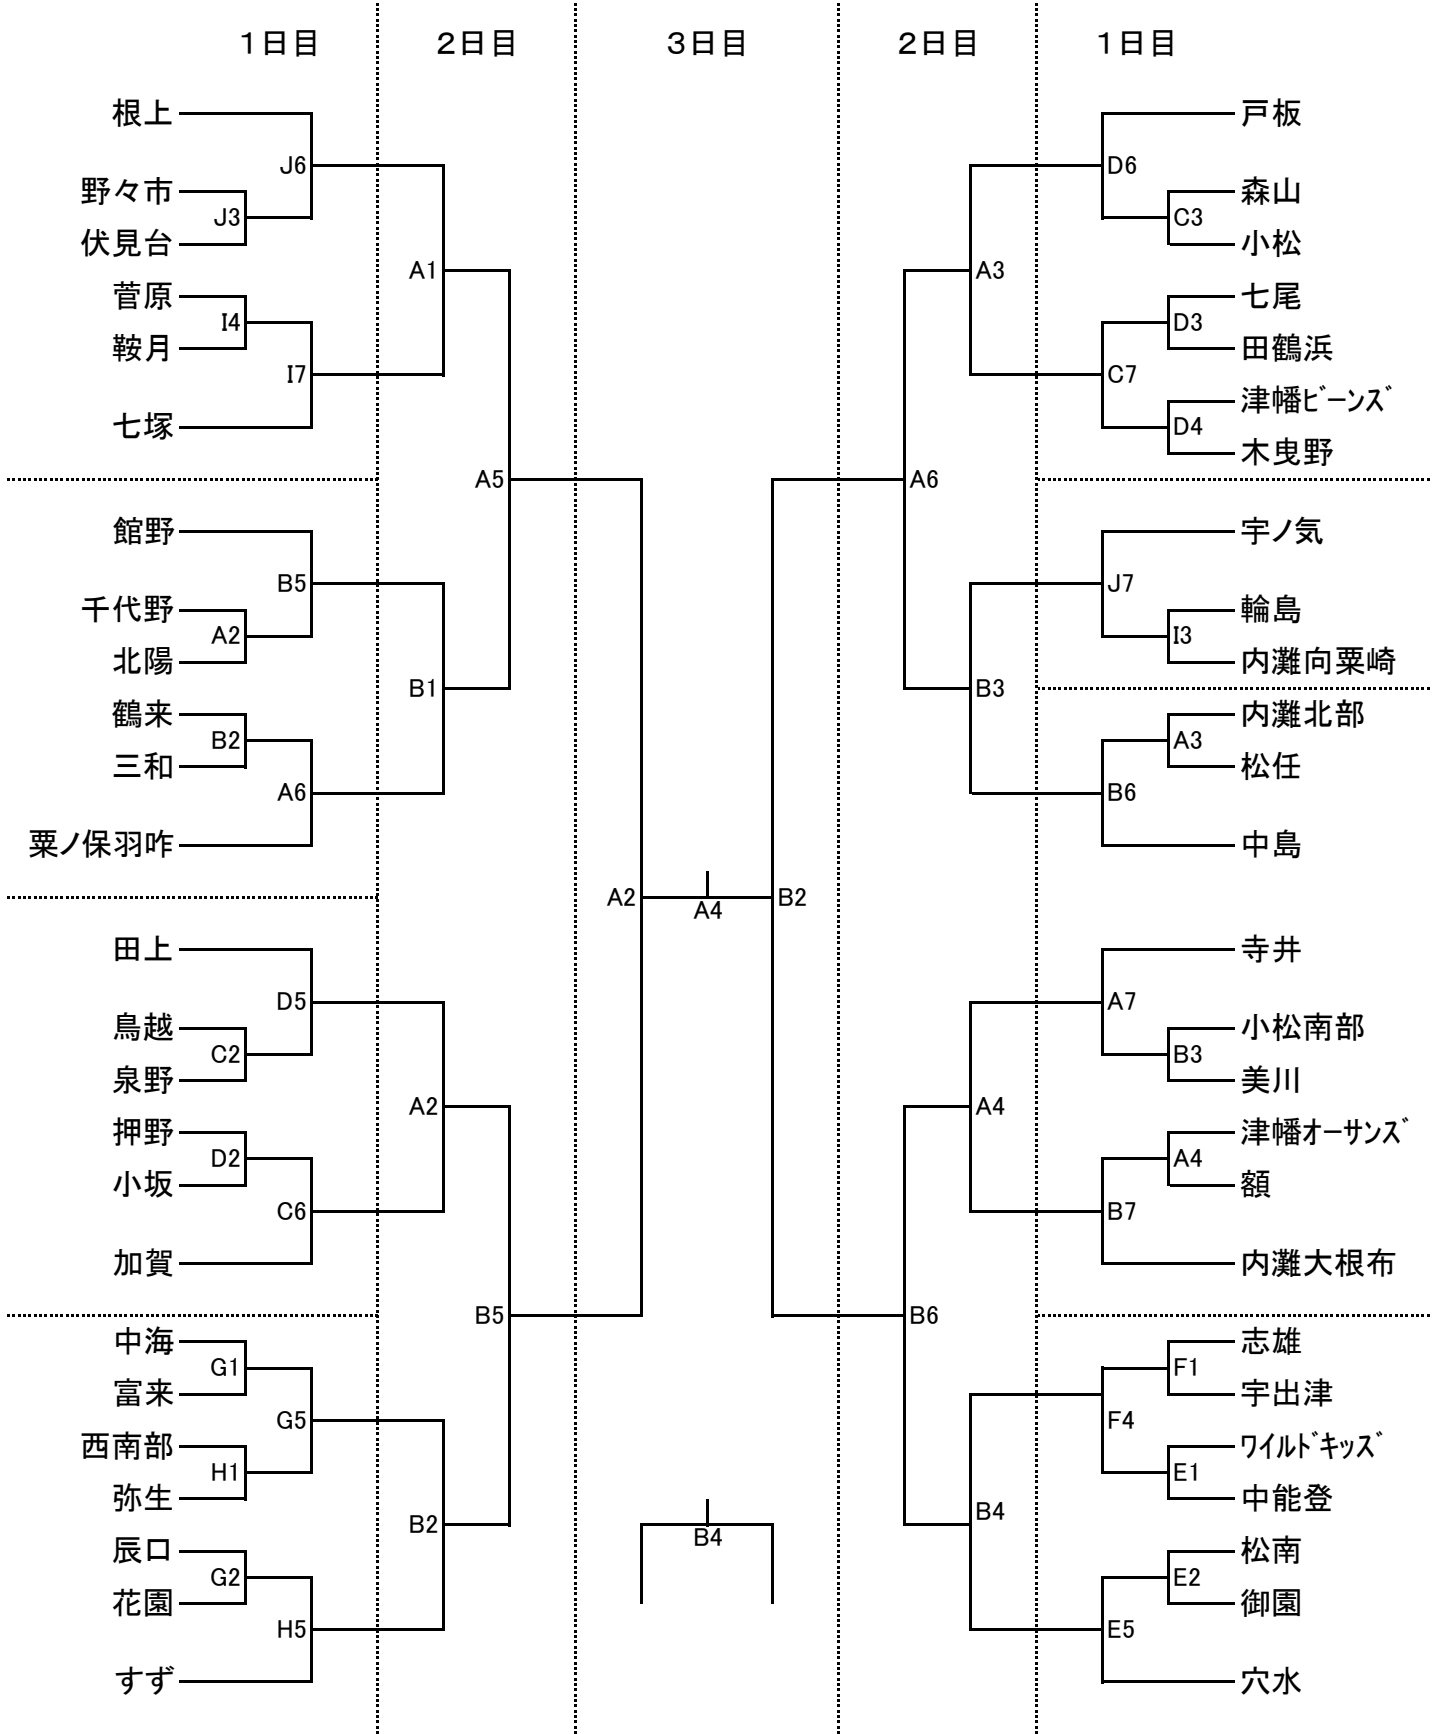 １日目 ２日目 ３日目 ２日目 １日目
根上 戸板
J6 D6
野々市 森山
J3 C3
伏見台 小松
A1 A3
菅原 七尾
I4 D3
鞍月 田鶴浜
I7 C7
津幡ﾋﾞｰﾝｽﾞ
七塚 D4
木曳野
A5 A6
館野 宇ノ気
B5 J7
千代野 輪島
A2 I3
北陽 内灘向粟崎
B1 B3
鶴来 内灘北部
B2 A3
三和 松任
A6 B6
粟ノ保羽咋 中島
A2 A4 B2
田上 寺井
D5 A7
鳥越 小松南部
C2 B3
泉野 美川
A2 A4
押野 津幡ｵｰｻﾝｽﾞ
D2 A4
小坂 額
C6 B7
加賀 内灘大根布
B5 B6
中海 志雄
G1 F1
富来 宇出津
G5 F4
西南部 ﾜｲﾙﾄﾞｷｯｽﾞ
H1 E1
弥生 中能登
B2 B4 B4
辰口 松南
G2 E2
花園 御園
H5 E5
すず 穴水